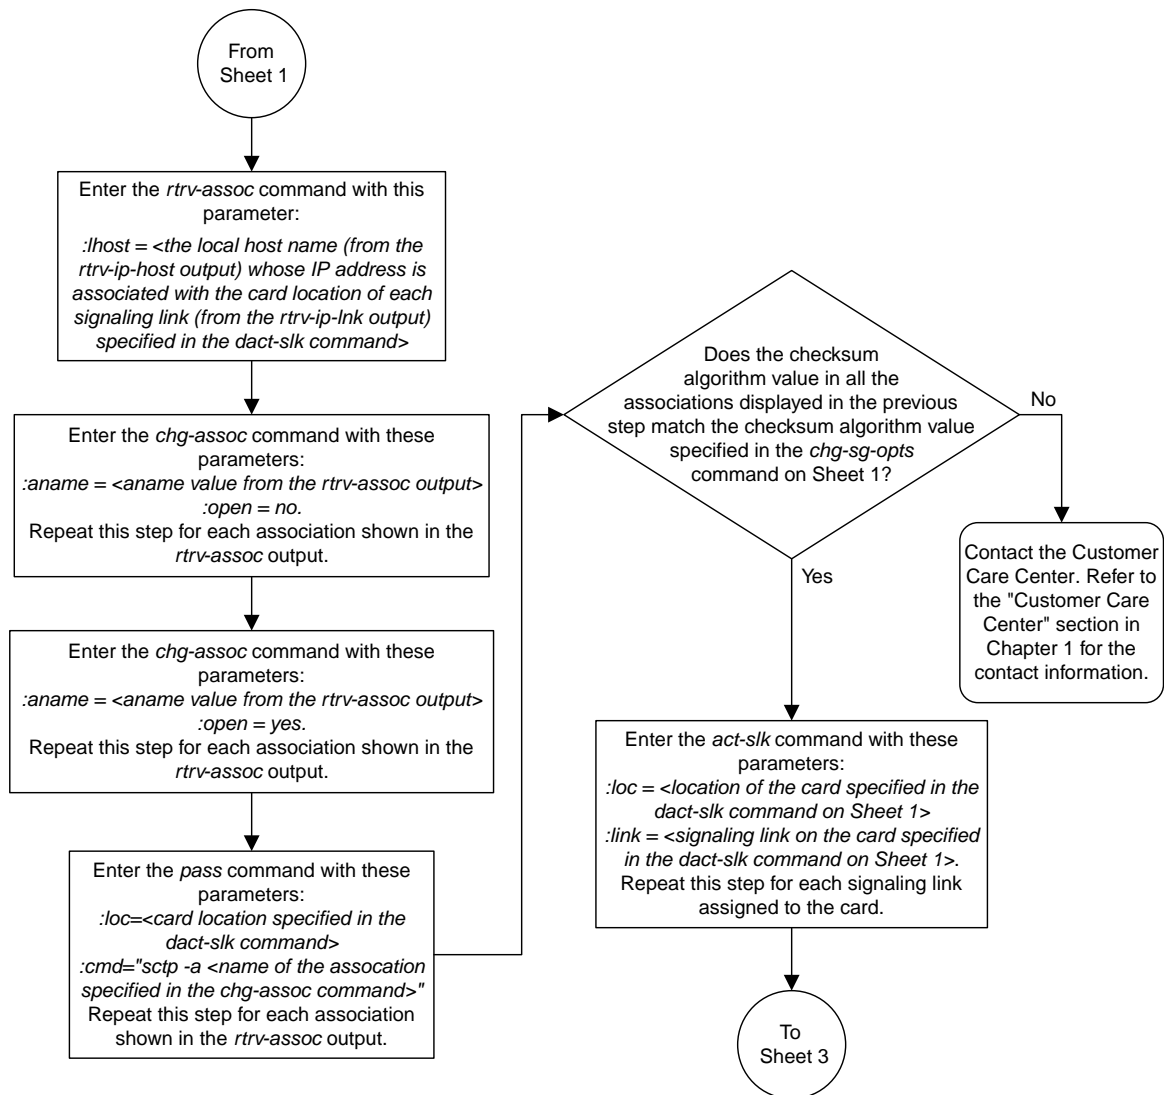 From
Sheet 1
Enter the rtrv-assoc command with this
parameter:
:lhost = <the local host name (from the
rtrv-ip-host output) whose IP address is
associated with the card location of each
signaling link (from the rtrv-ip-lnk output)
specified in the dact-slk command>
Enter the chg-assoc command with these
parameters:
:aname = <aname value from the rtrv-assoc output>
:open = no.
Repeat this step for each association shown in the
rtrv-assoc output.
Enter the chg-assoc command with these
parameters:
:aname = <aname value from the rtrv-assoc output>
:open = yes.
Repeat this step for each association shown in the
rtrv-assoc output.
Enter the pass command with these
parameters:
:loc=<card location specified in the
dact-slk command>
:cmd="sctp -a <name of the assocation
specified in the chg-assoc command>"
Repeat this step for each association
shown in the rtrv-assoc output.
Does the checksum
algorithm value in all the
associations displayed in the previous
step match the checksum algorithm value
specified in the chg-sg-opts
command on Sheet 1?
No
Contact the Customer
Care Center. Refer to
the "Customer Care
Center" section in
Chapter 1 for the
contact information.
Yes
Enter the act-slk command with these
parameters:
:loc = <location of the card specified in the
dact-slk command on Sheet 1>
:link = <signaling link on the card specified
in the dact-slk command on Sheet 1>.
Repeat this step for each signaling link
assigned to the card.
To
Sheet 3